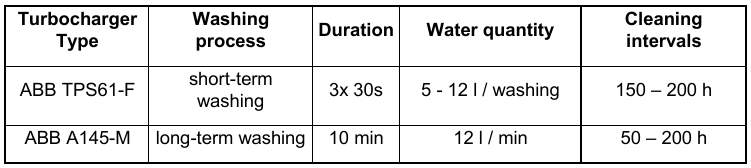 Turbocharger Type | Washing process | Duration | Water quantity | Cleaning intervals
ABB TPS61-F | short-term washing | 3x 30s | 5 - 12 l / washing | 150 – 200 h
ABB A145-M | long-term washing | 10 min | 12 l / min | 50 – 200 h